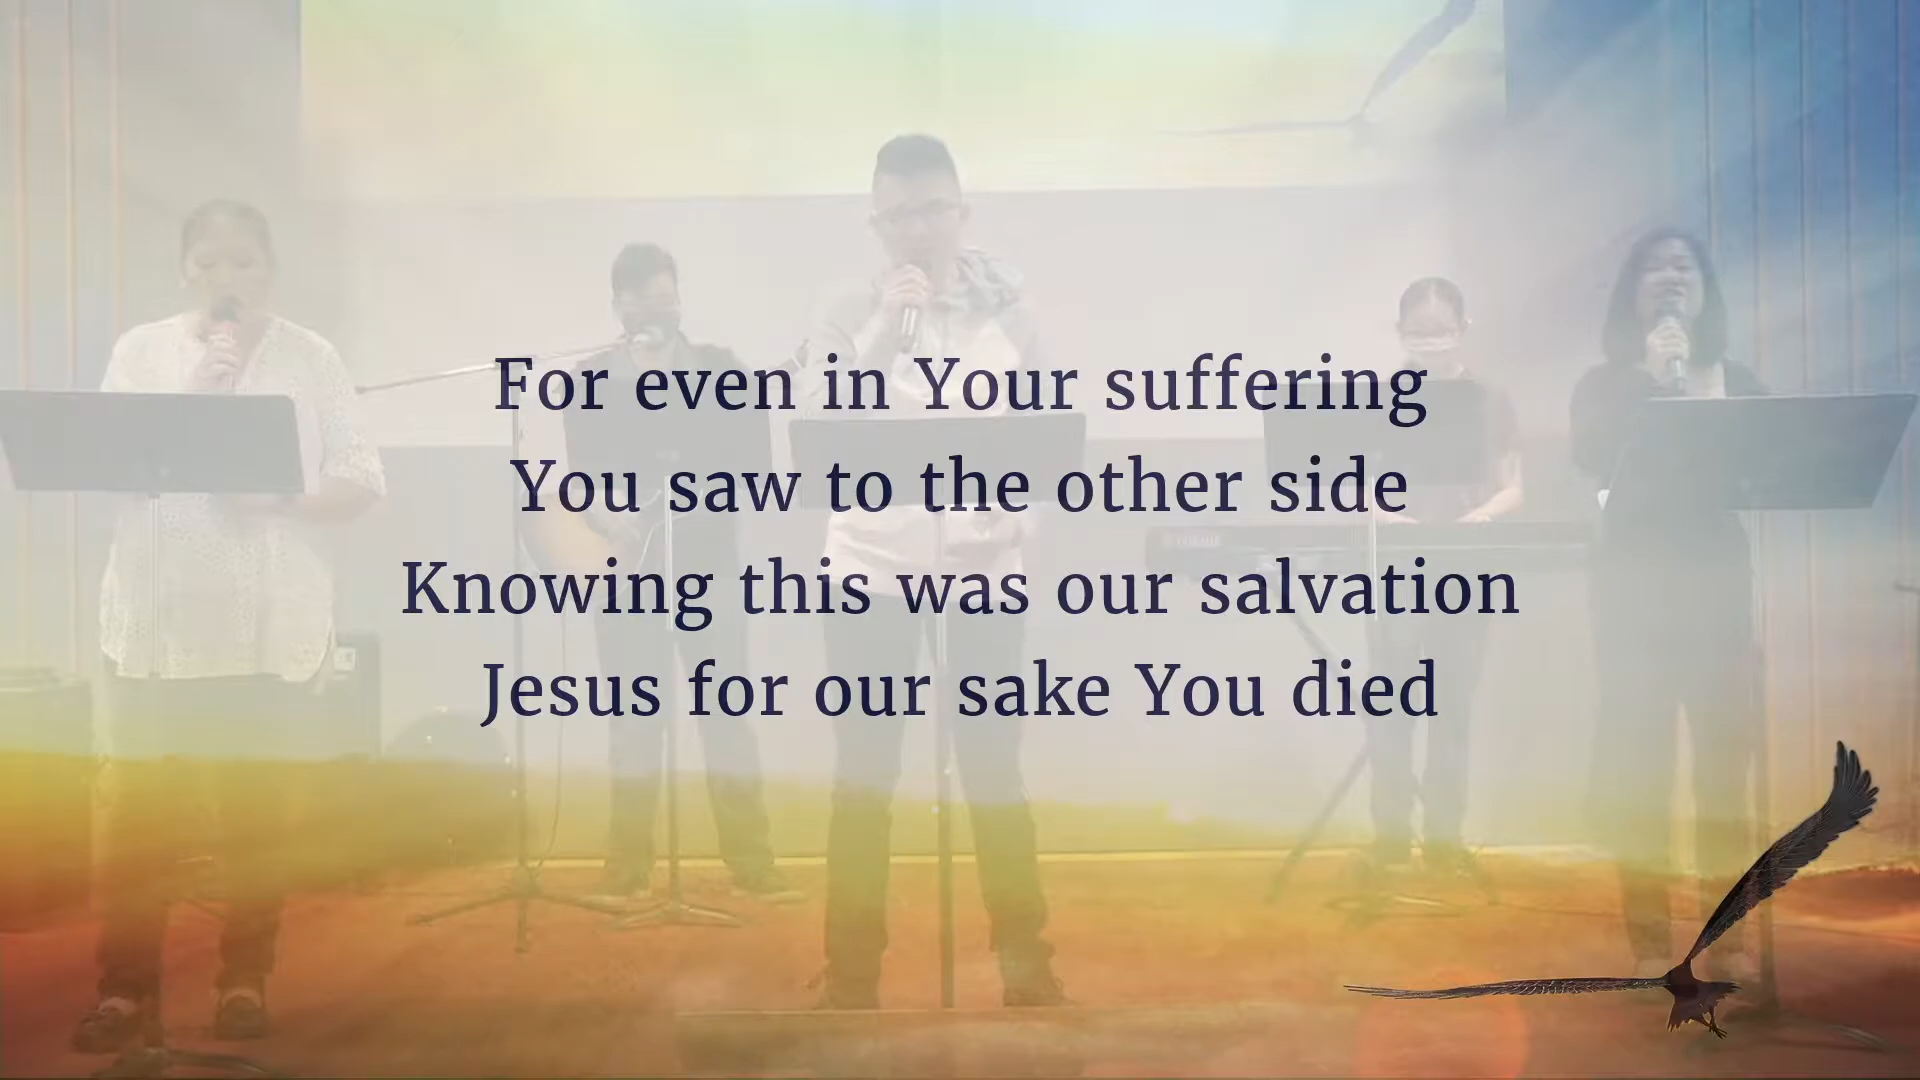 For even in Your suffering
You saw to the other side
Knowing this was our salvation
Jesus for our sake You died